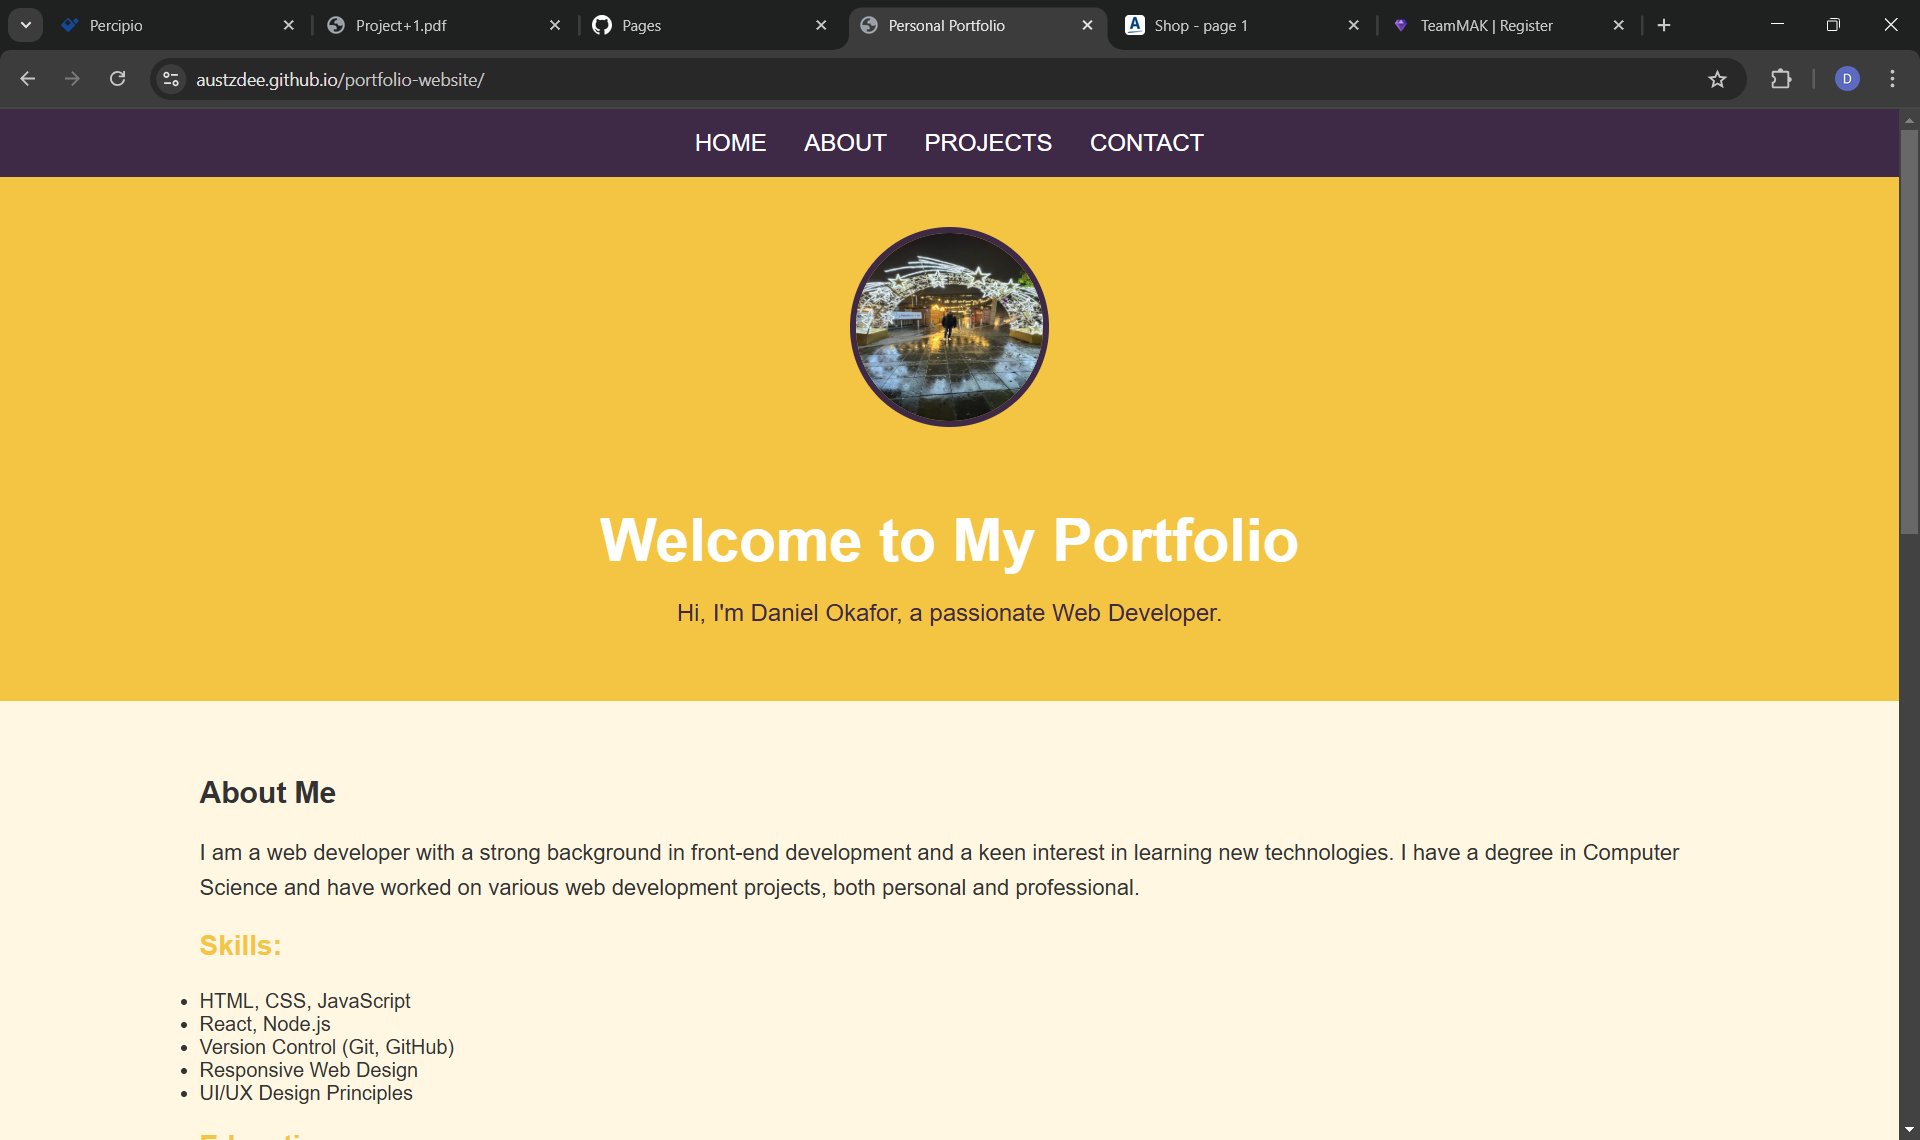 Percipio
Project+1.pdf
Pages
Personal Portfolio
Shop - page 1
TeamMAK | Register
austzdee.github.io/portfolio-website/
D
HOME ABOUT PROJECTS CONTACT
Welcome to My Portfolio
Hi, I'm Daniel Okafor, a passionate Web Developer.
About Me
I am a web developer with a strong background in front-end development and a keen interest in learning new technologies. I have a degree in Computer
Science and have worked on various web development projects, both personal and professional.
Skills:
• HTML, CSS, JavaScript
• React, Node.js
• Version Control (Git, GitHub)
• Responsive Web Design
• UI/UX Design Principles